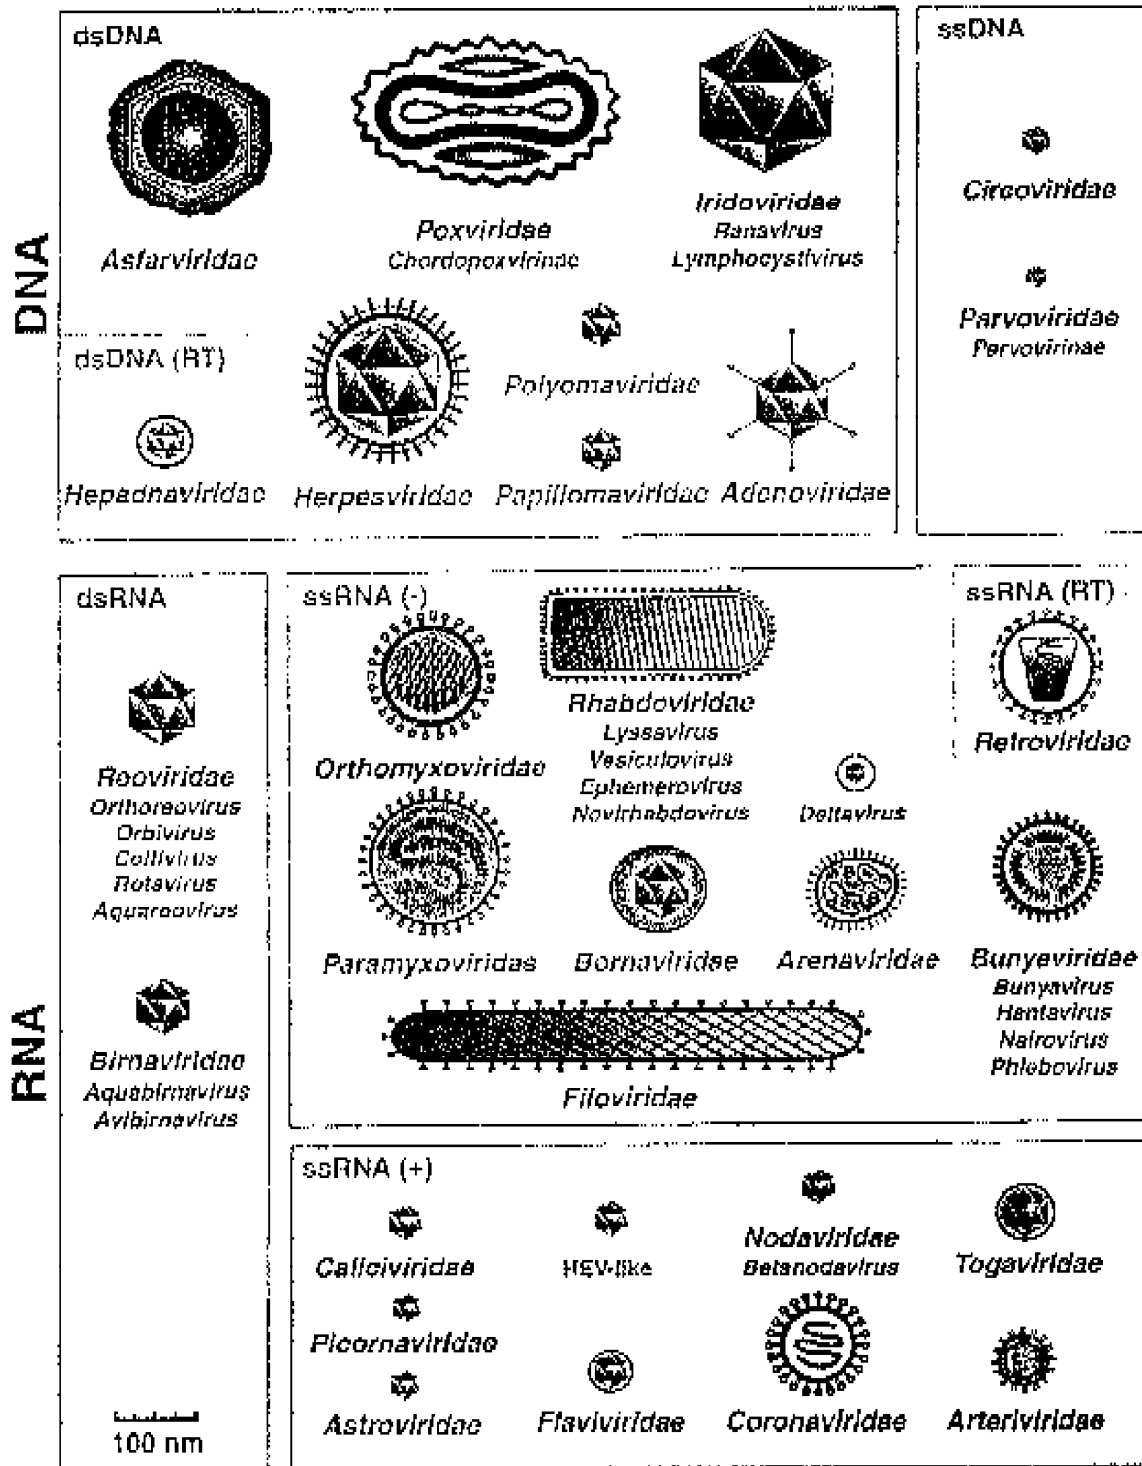 DNA
dsDNA
Asfarviridae
Poxviridae
Chordopoxvirinae
Iridoviridae
Ranavirus
Lymphocystivirus
dsDNA (RT)
Hepadnaviridae
Herpesviridae
Polyomaviridae
Papillomaviridae
Adenoviridae
ssDNA
Circoviridae
Parvoviridae
Parvovirinae
RNA
dsRNA
Reoviridae
Orthoreovirus
Orbivirus
Coltivirus
Rotavirus
Aquareovirus
Birnaviridae
Aquabirnavirus
Avibirnavirus
100 nm
ssRNA (-)
Orthomyxoviridae
Rhabdoviridae
Lyssavirus
Vesiculovirus
Ephemerovirus
Novirhabdovirus
Deltavirus
ssRNA (RT)
Retroviridae
Paramyxoviridae
Bornaviridae
Arenaviridae
Bunyaviridae
Bunyavirus
Hantavirus
Nairovirus
Phlebovirus
Filoviridae
ssRNA (+)
Caliciviridae
HEV-like
Nodaviridae
Betanodavirus
Togaviridae
Picornaviridae
Astroviridae
Flaviviridae
Coronaviridae
Arteriviridae